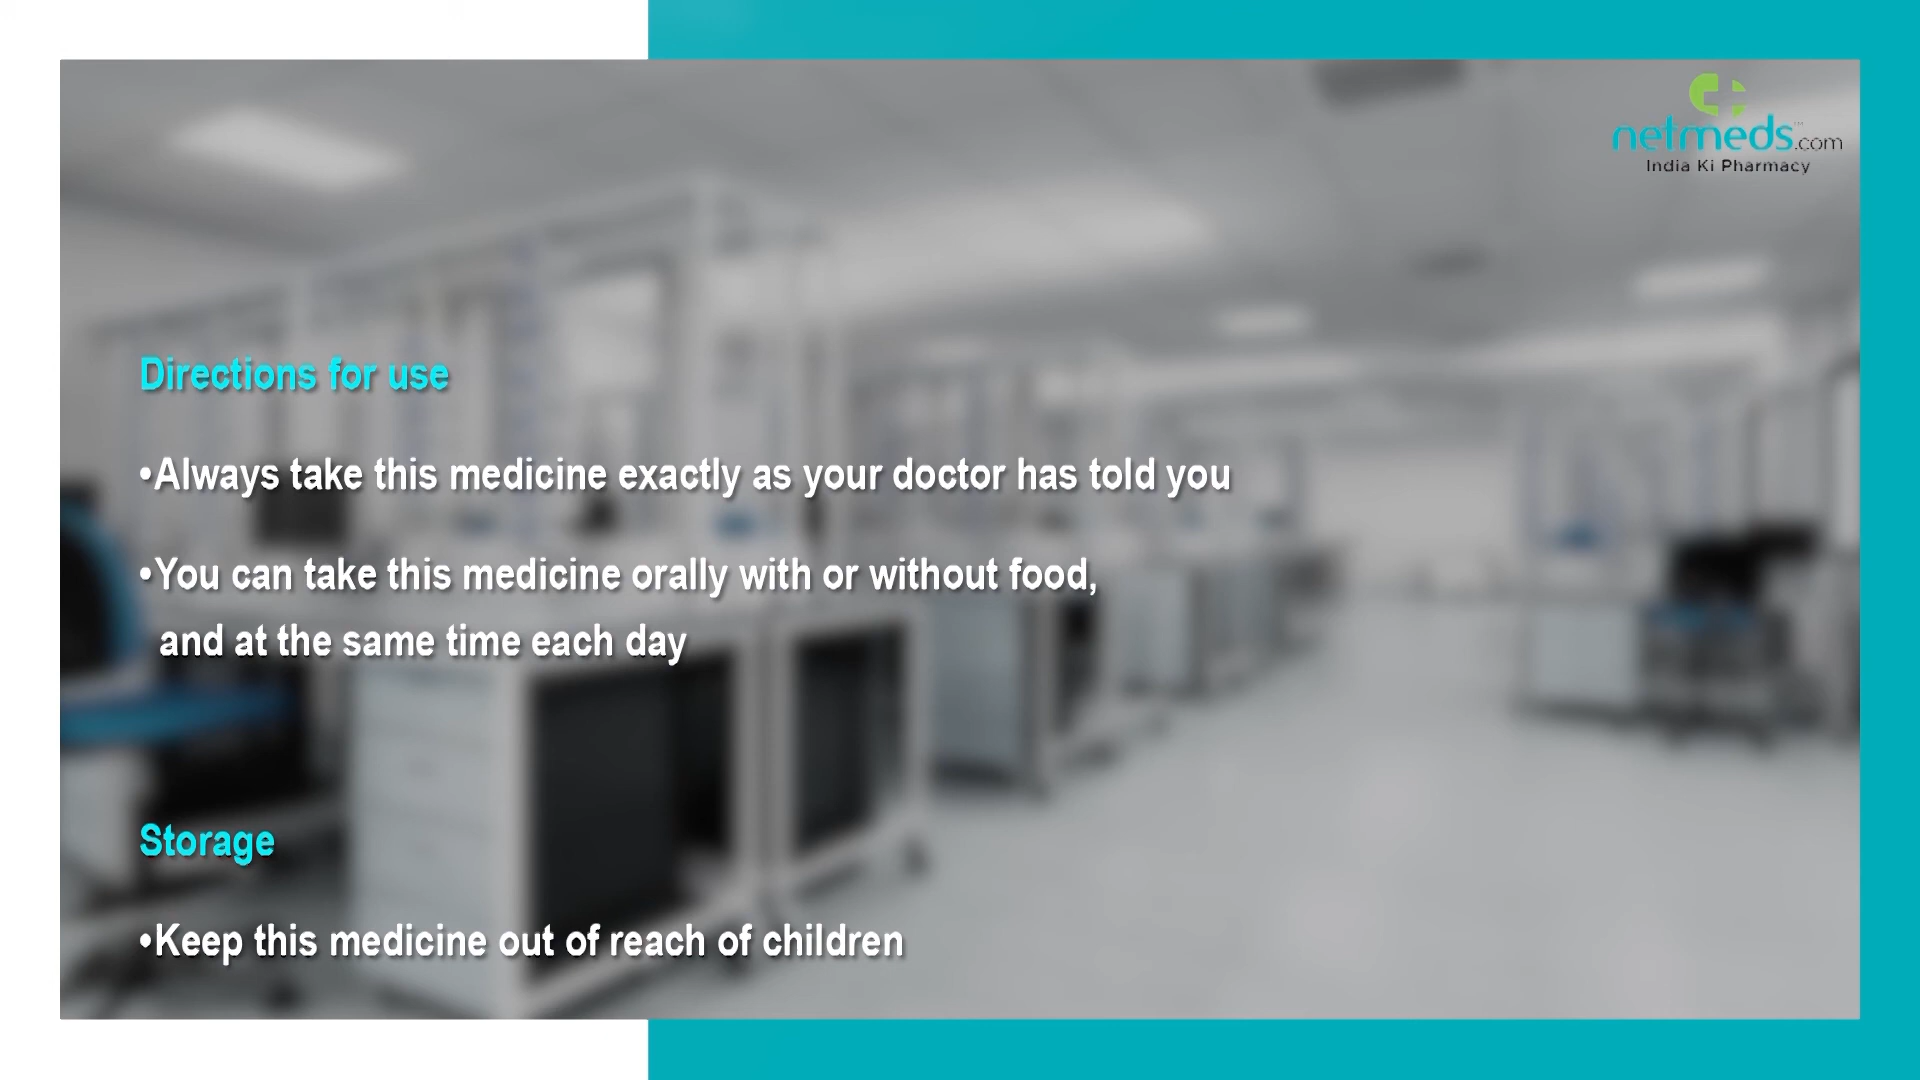 netmeds.com
India Ki Pharmacy
Directions for use
•Always take this medicine exactly as your doctor has told you
•You can take this medicine orally with or without food,
and at the same time each day
Storage
•Keep this medicine out of reach of children